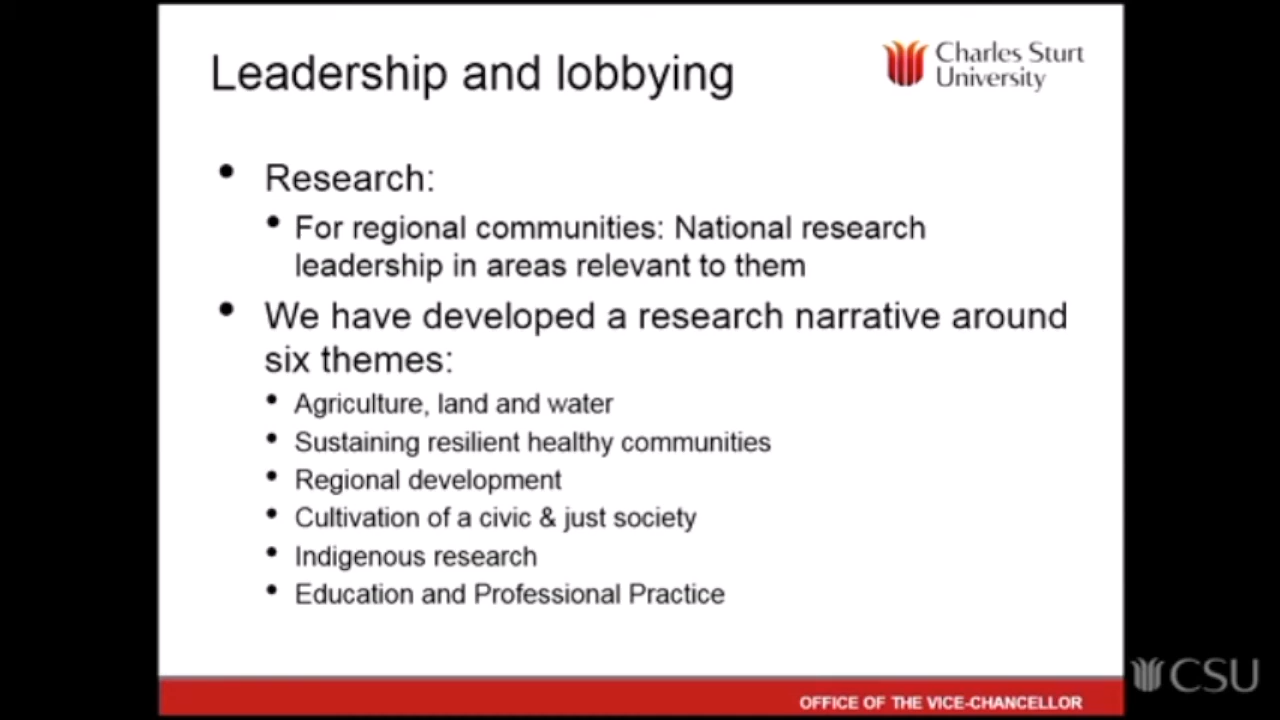 Leadership and lobbying
Charles Sturt
University
• Research:
• For regional communities: National research
leadership in areas relevant to them
• We have developed a research narrative around
six themes:
• Agriculture, land and water
• Sustaining resilient healthy communities
• Regional development
• Cultivation of a civic & just society
• Indigenous research
• Education and Professional Practice
CSU
OFFICE OF THE VICE-CHANCELLOR